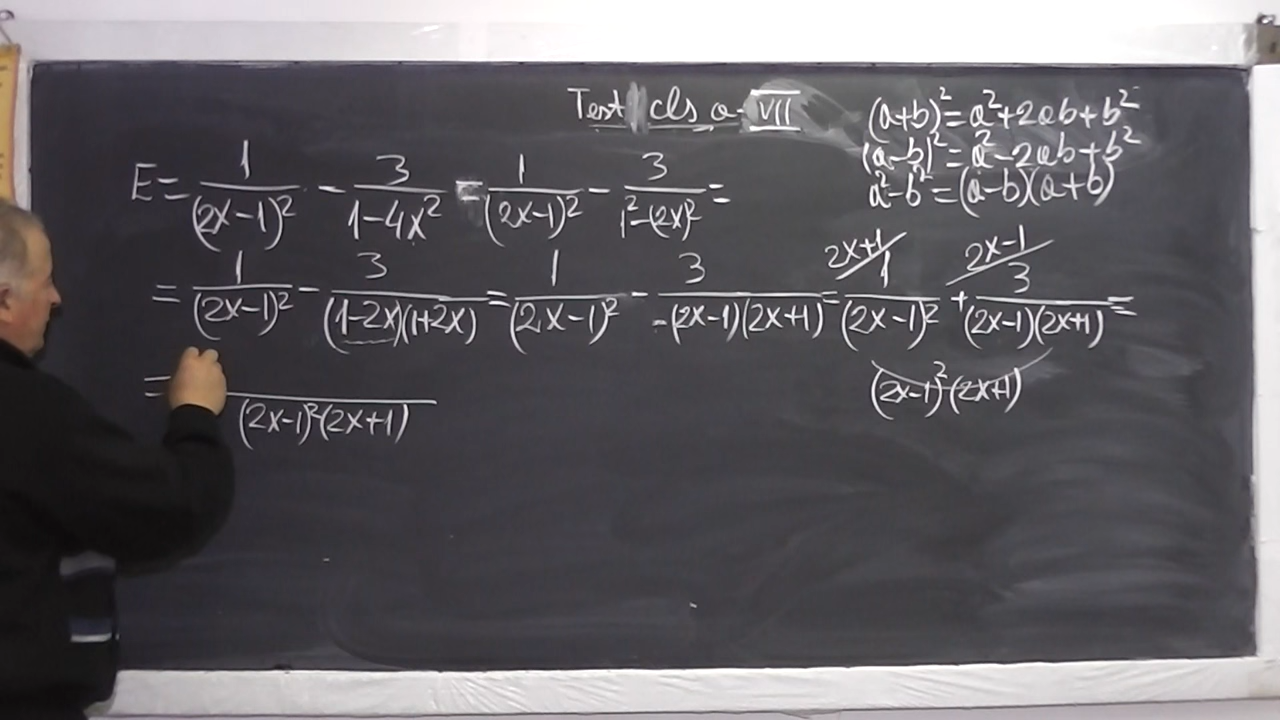 Test cls a-VII
(a+b)²=a²+2ab+b²
(a-b)²=a²-2ab+b²
a²-b²=(a-b)(a+b)
E= 1/(2x-1)² - 3/(1-4x²) = 1/(2x-1)² - 3/(1²-(2x)²) =
= 1/(2x-1)² - 3/((1-2x)(1+2x)) = 1/(2x-1)² - 3/(-(2x-1)(2x+1)) = 2x+1) 1/(2x-1)² + 2x-1) 3/((2x-1)(2x+1)) =
(2x-1)²(2x+1)
= /(2x-1)²(2x+1)